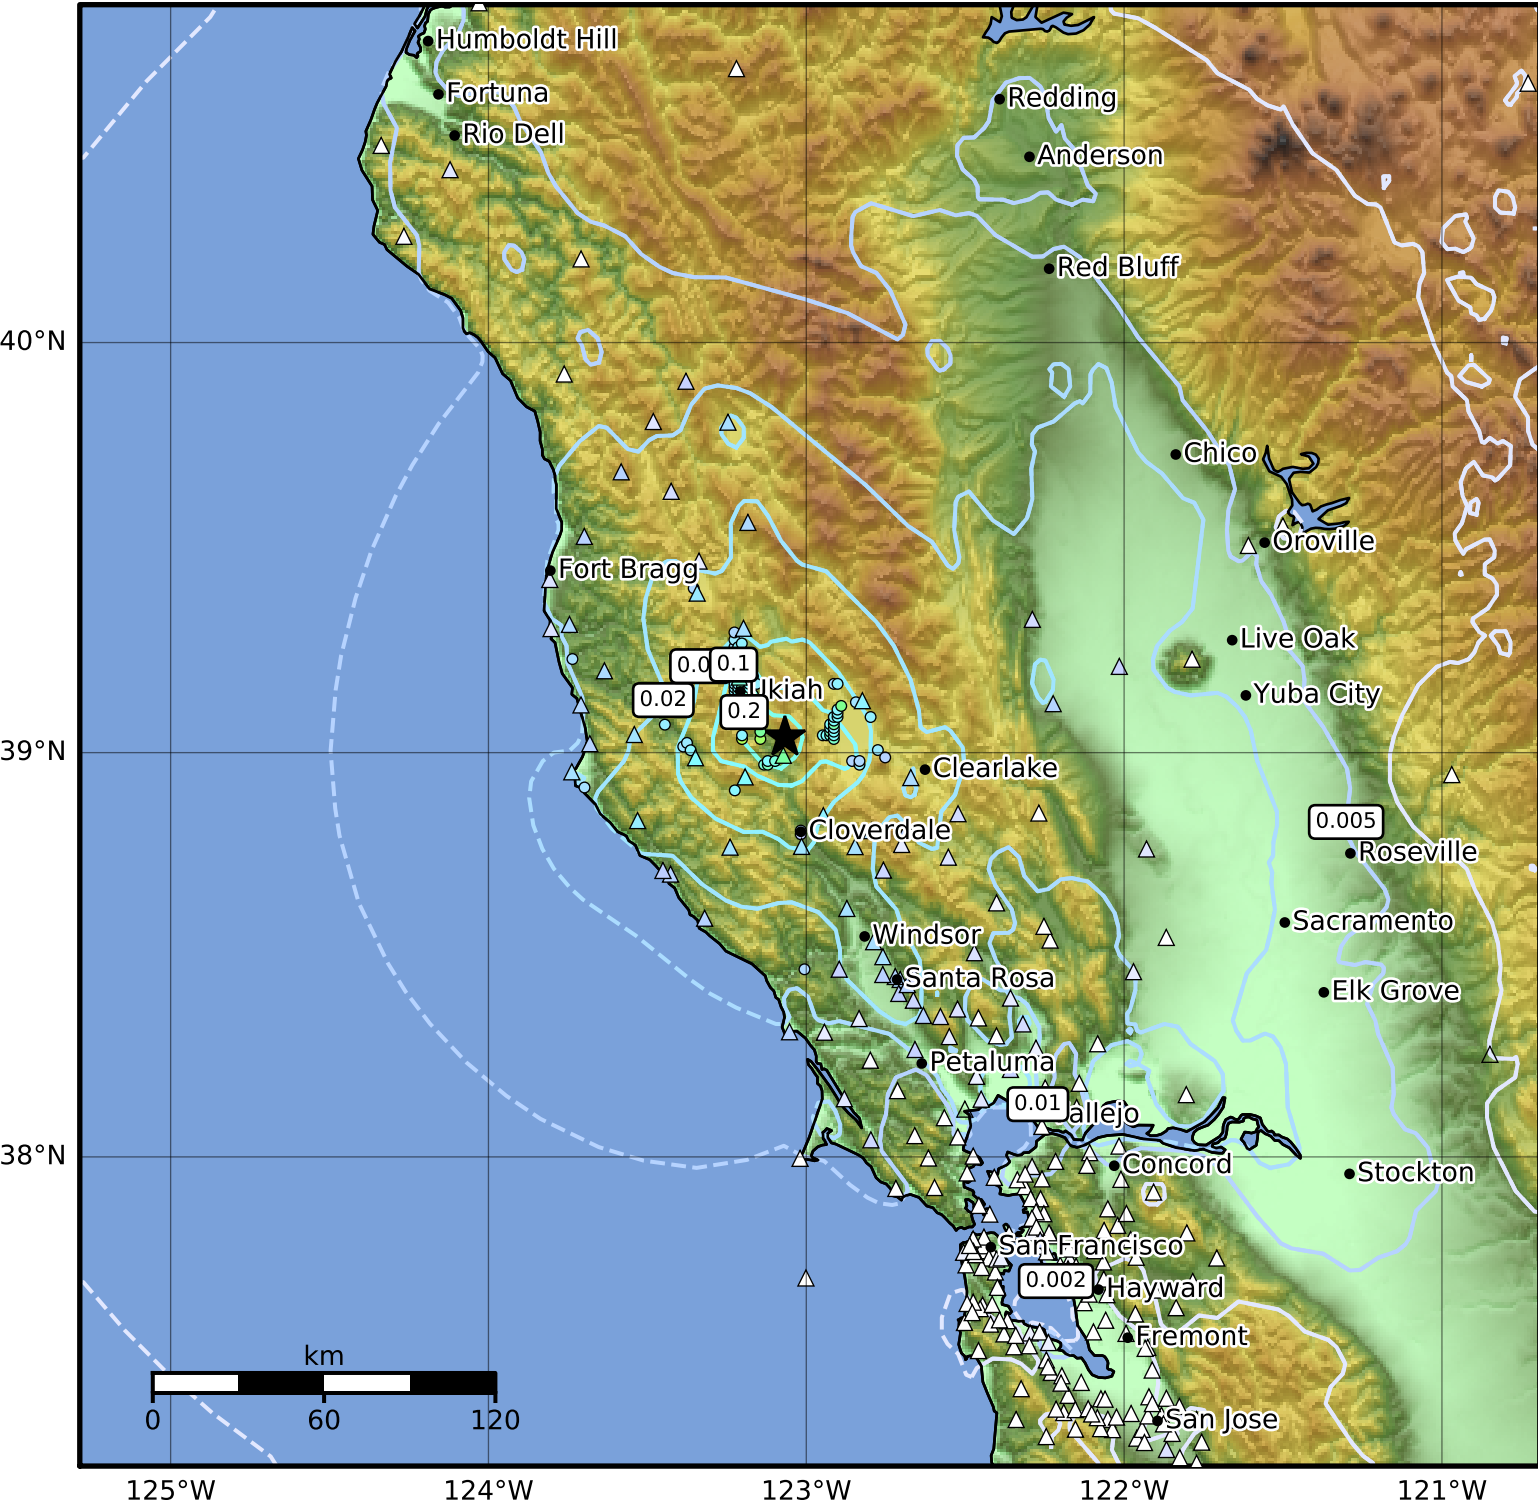 Humboldt Hill
Fortuna
Redding
Rio Dell
Anderson
Red Bluff
40°N
Chico
Oroville
Fort Bragg
Live Oak
0.1
0.02
Yuba City
0.2
39°N
Clearlake
0.005
Cloverdale
Roseville
Sacramento
Windsor
Santa Rosa
Elk Grove
Petaluma
0.01
38°N
Concord
Stockton
San Francisco
0.002
Hayward
Fremont
km
0 60 120
San Jose
125°W 124°W 123°W 122°W 121°W